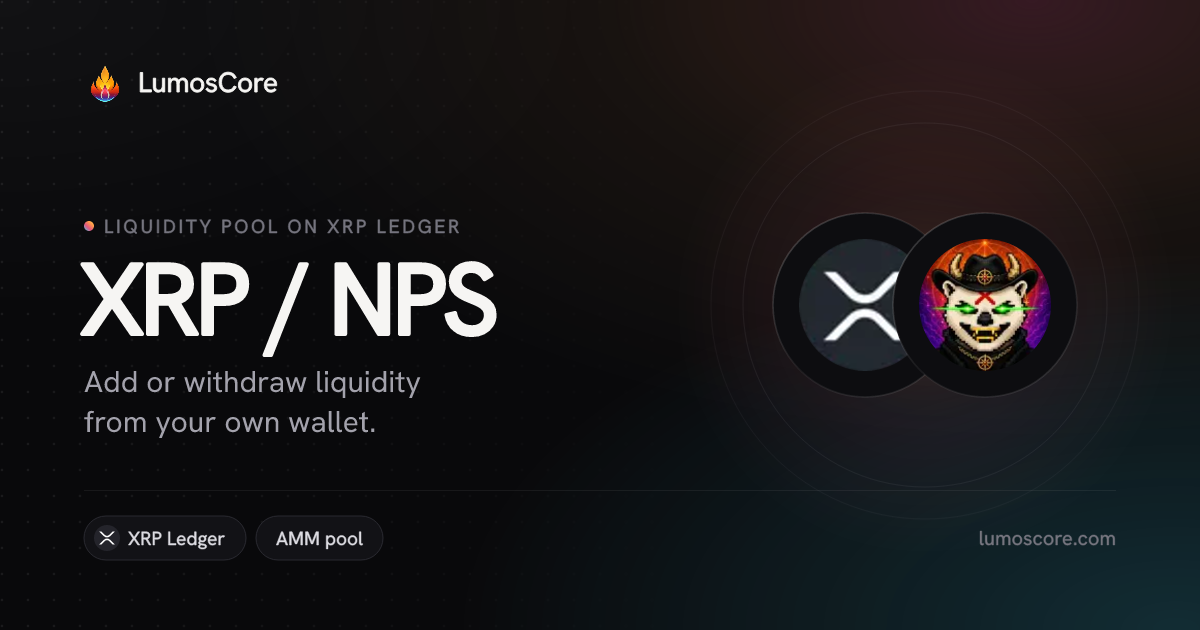 LumosCore
LIQUIDITY POOL ON XRP LEDGER
XRP / NPS
Add or withdraw liquidity
from your own wallet.
XRP Ledger
AMM pool
lumoscore.com